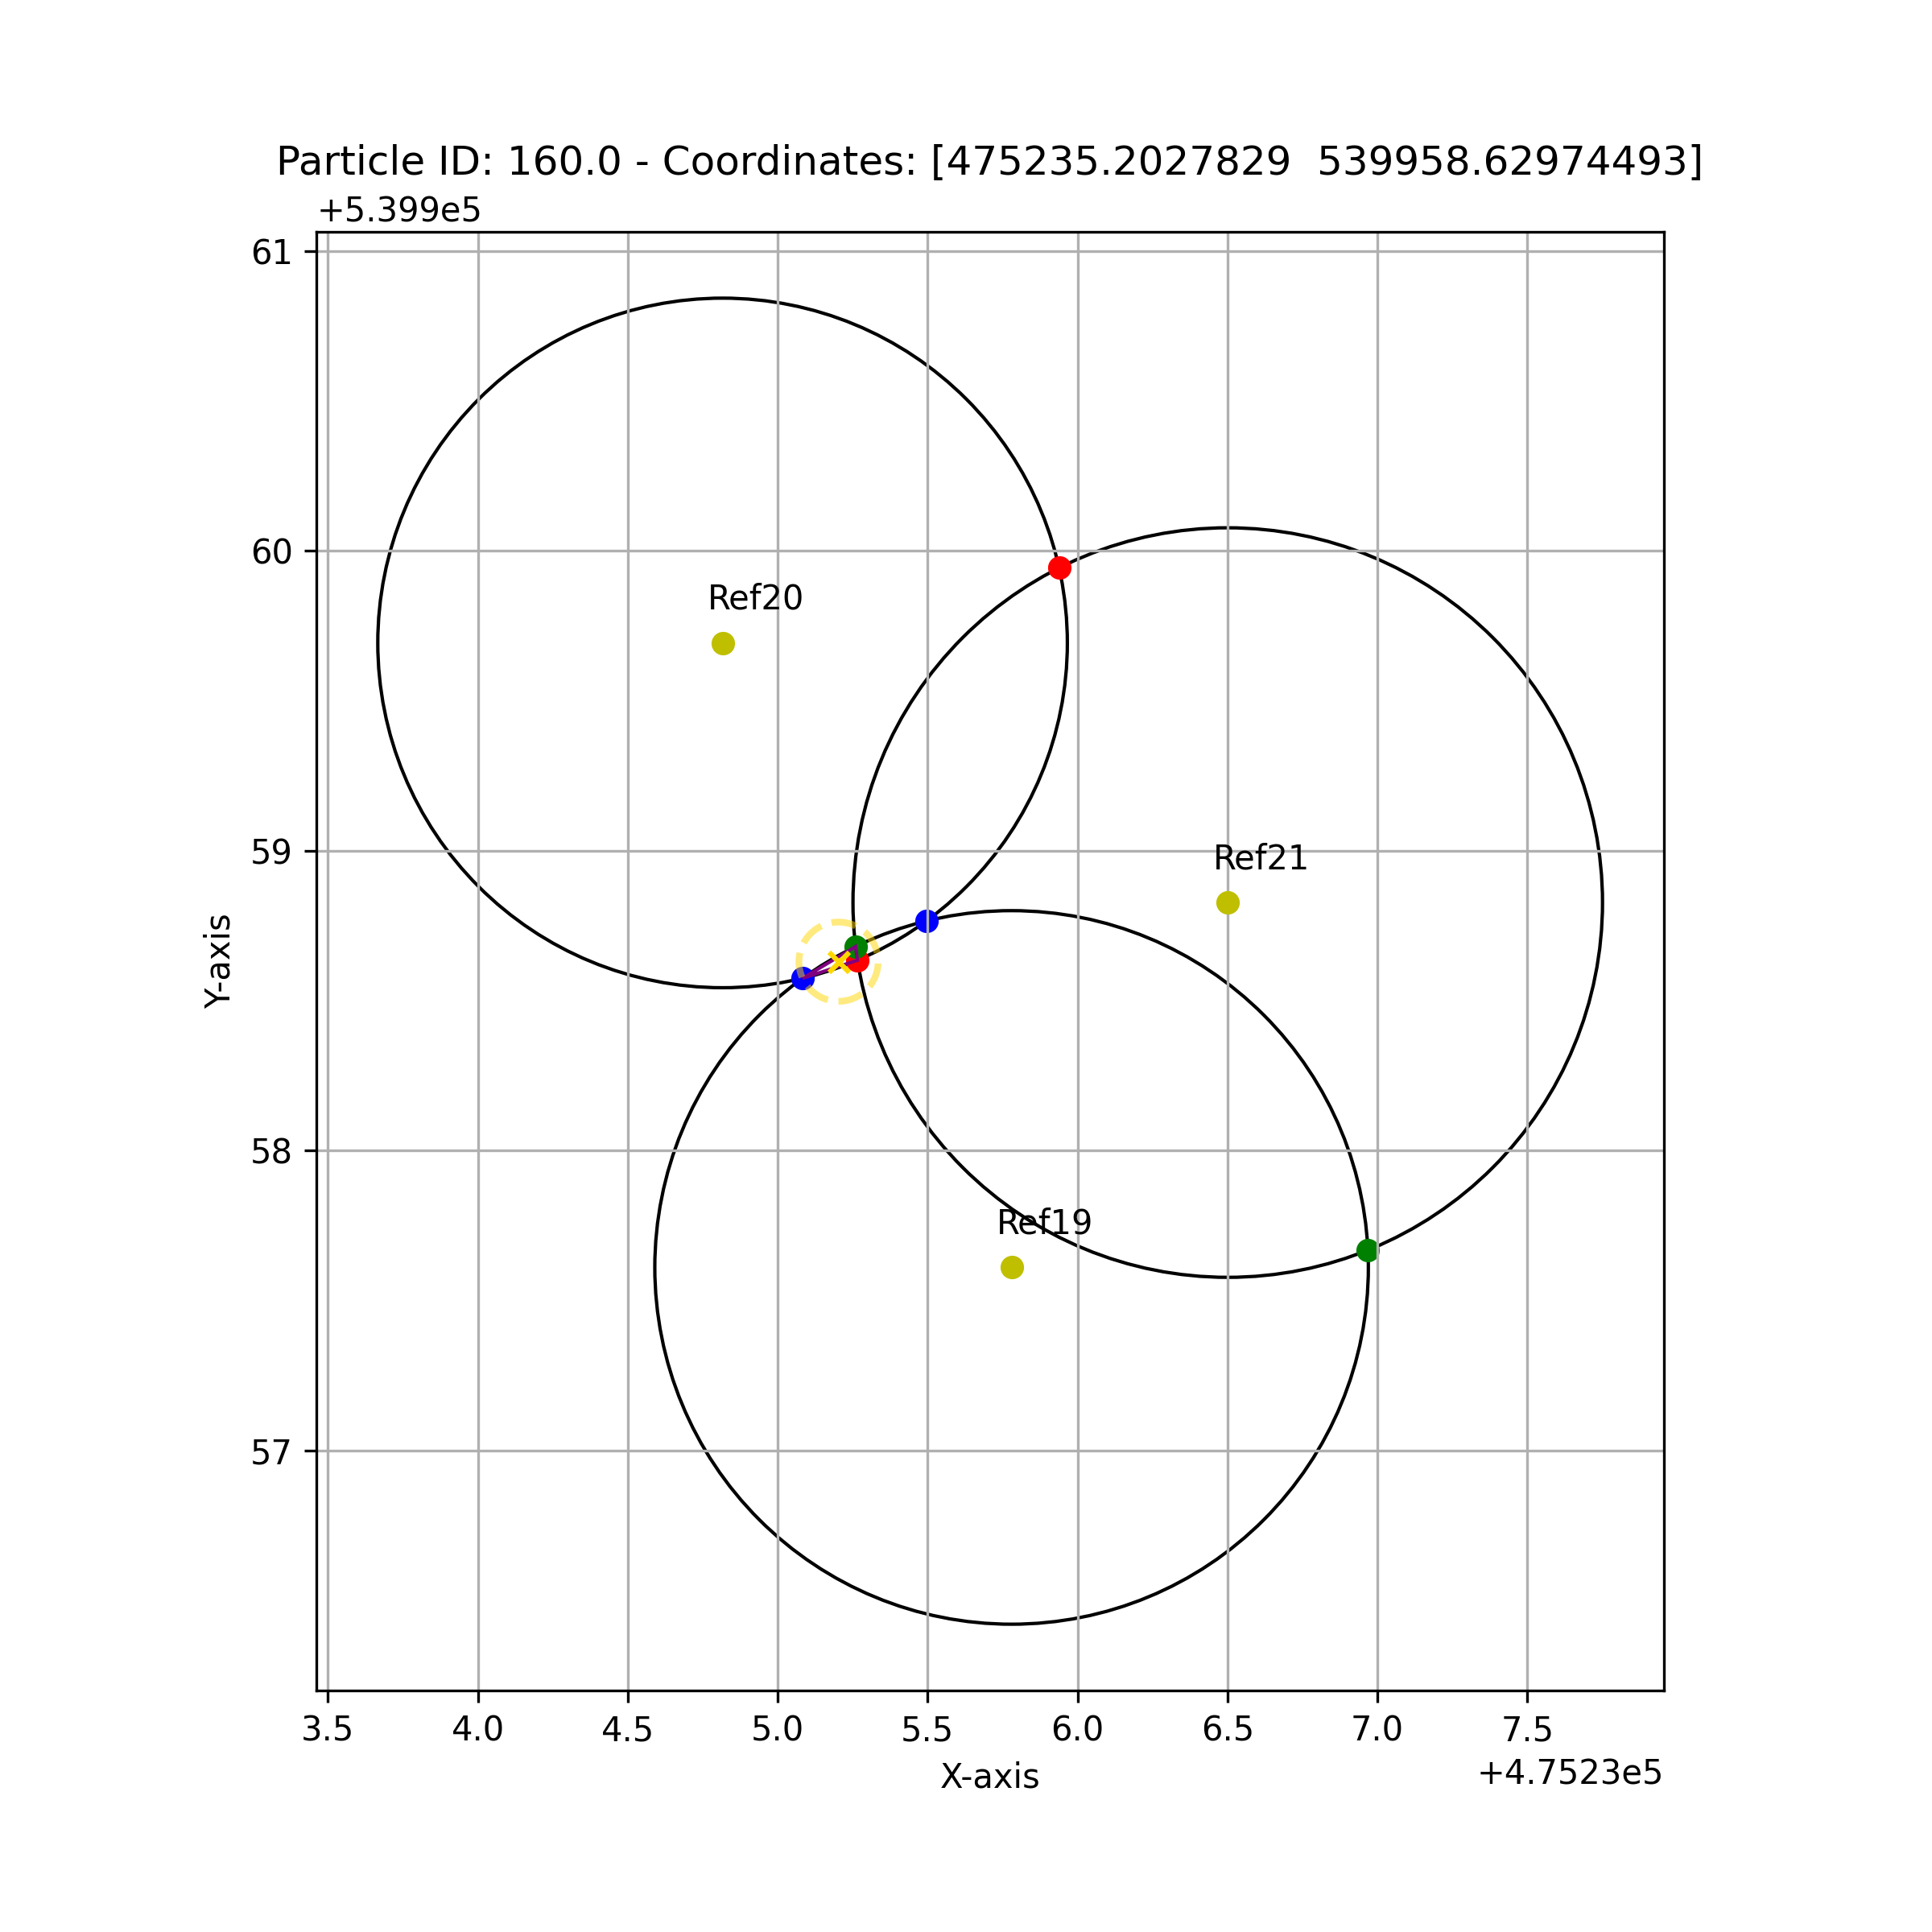 Particle ID: 160.0 - Coordinates: [475235.2027829  539958.62974493]
+5.399e5
61
60
59
58
57
Y-axis
Ref20
Ref21
Ref19
3.5 4.0 4.5 5.0 5.5 6.0 6.5 7.0 7.5
X-axis
+4.7523e5